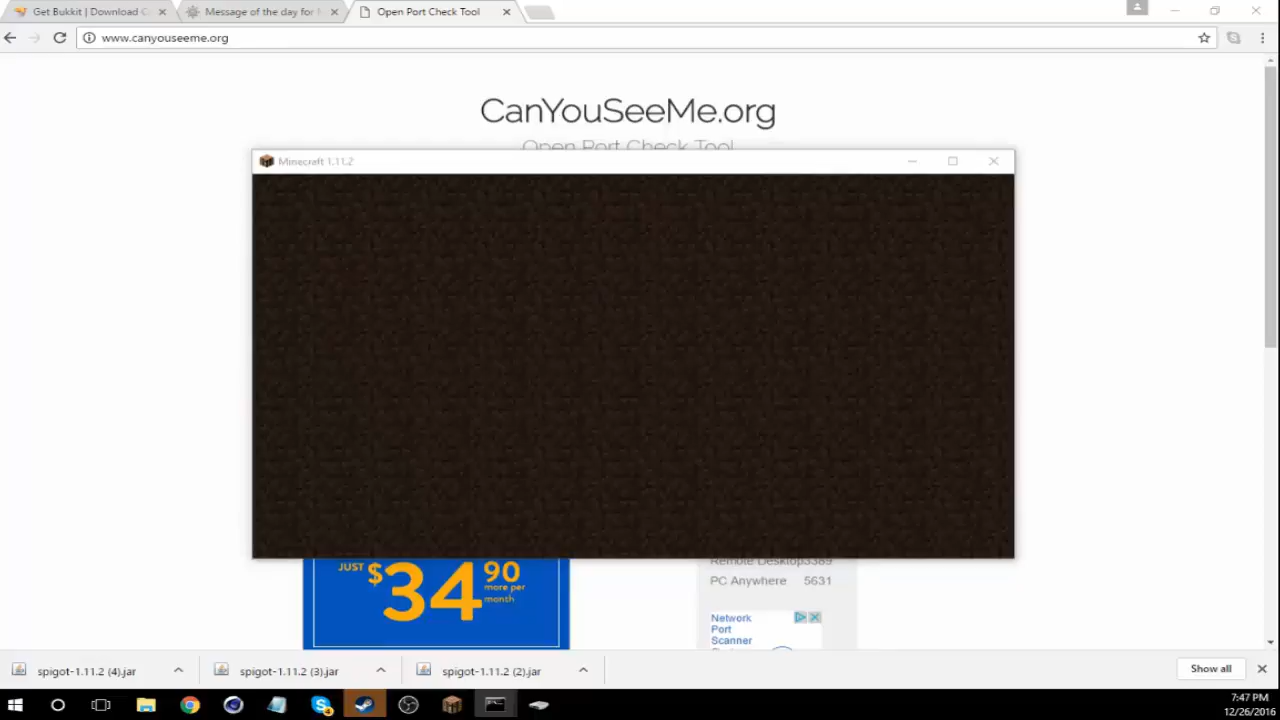 Get Bukkit | Download C
Message of the day for
Open Port Check Tool
www.canyouseeme.org
CanYouSeeMe.org
Open Port Check Tool
Minecraft 1.11.2
JUST $34 90
more per
month
Remote Desktop3389
PC Anywhere 5631
Network
Port
Scanner
spigot-1.11.2 (4).jar
spigot-1.11.2 (3).jar
spigot-1.11.2 (2).jar
Show all
7:47 PM
12/26/2016